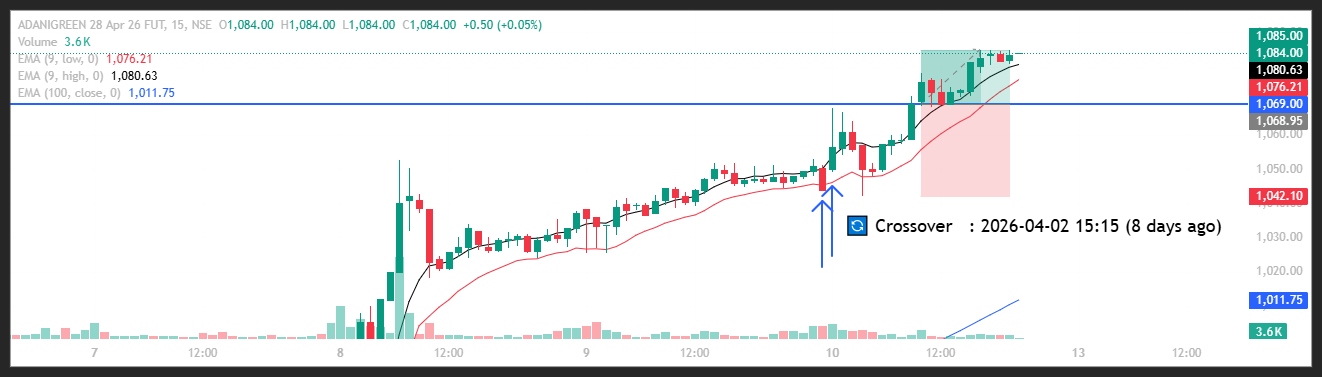 ADANIGREEN 28 Apr 26 FUT, 15, NSE O1,084.00 H1,084.00 L1,084.00 C1,084.00 +0.50 (+0.05%)
Volume 3.6K
EMA (9, low, 0) 1,076.21
EMA (9, high, 0) 1,080.63
EMA (100, close, 0) 1,011.75
1,085.00
1,084.00
1,080.63
1,076.21
1,069.00
1,068.95
1,060.00
1,050.00
1,042.10
1,030.00
1,020.00
1,011.75
3.6K
Crossover : 2026-04-02 15:15 (8 days ago)
7 12:00 8 12:00 9 12:00 10 12:00 13 12:00